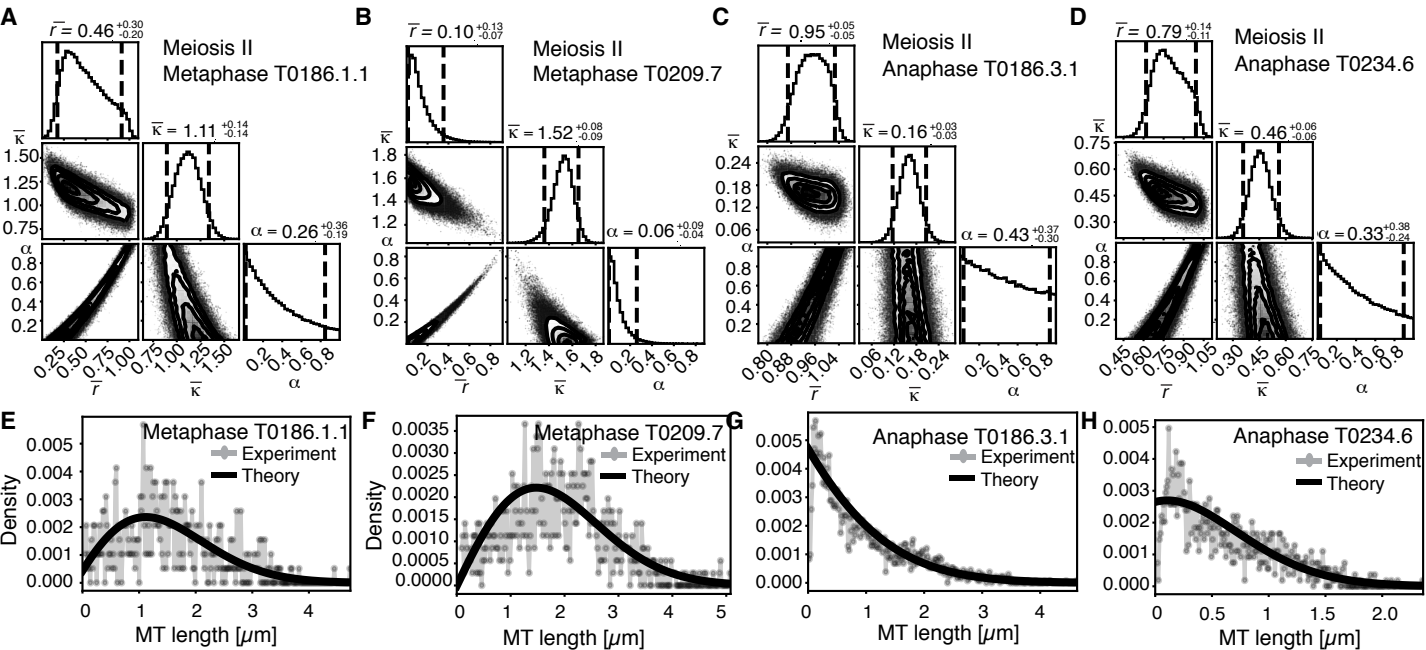 A
r̅ = 0.46 +0.30 -0.20
Meiosis II
Metaphase T0186.1.1
κ̅
κ̅ = 1.11 +0.14 -0.14
1.50
1.25
1.00
0.75
α
α = 0.26 +0.36 -0.19
0.8
0.6
0.4
0.2
0.25 0.50 0.75 1.00
0.75 1.00 1.25 1.50
0.2 0.4 0.6 0.8
r̅ κ̅ α
B
r̅ = 0.10 +0.13 -0.07
Meiosis II
Metaphase T0209.7
κ̅
κ̅ = 1.52 +0.08 -0.09
1.8
1.6
1.4
1.2
α
α = 0.06 +0.09 -0.04
0.8
0.6
0.4
0.2
0.2 0.4 0.6 0.8
1.2 1.4 1.6 1.8
0.2 0.4 0.6 0.8
r̅ κ̅ α
C
r̅ = 0.95 +0.05 -0.05
Meiosis II
Anaphase T0186.3.1
κ̅
κ̅ = 0.16 +0.03 -0.03
0.24
0.18
0.12
0.06
α
α = 0.43 +0.37 -0.30
0.8
0.6
0.4
0.2
0.80 0.88 0.96 1.04
0.06 0.12 0.18 0.24
0.2 0.4 0.6 0.8
r̅ κ̅ α
D
r̅ = 0.79 +0.14 -0.11
Meiosis II
Anaphase T0234.6
κ̅
κ̅ = 0.46 +0.06 -0.06
0.75
0.60
0.45
0.30
α
α = 0.33 +0.38 -0.24
0.8
0.6
0.4
0.2
0.45 0.60 0.75 0.90 1.05
0.30 0.45 0.60 0.75
0.2 0.4 0.6 0.8
r̅ κ̅ α
E
Metaphase T0186.1.1
Experiment
Theory
Density
0.005
0.004
0.003
0.002
0.001
0.000
0 1 2 3 4
MT length [µm]
F
Metaphase T0209.7
Experiment
Theory
Density
0.0035
0.0030
0.0025
0.0020
0.0015
0.0010
0.0005
0.0000
0 1 2 3 4 5
MT length [µm]
G
Anaphase T0186.3.1
Experiment
Theory
0.005
0.004
0.003
0.002
0.001
0.000
0 1 2 3 4
MT length [µm]
H
Anaphase T0234.6
Experiment
Theory
0.005
0.004
0.003
0.002
0.001
0.000
0 0.5 1 1.5 2.0
MT length [µm]